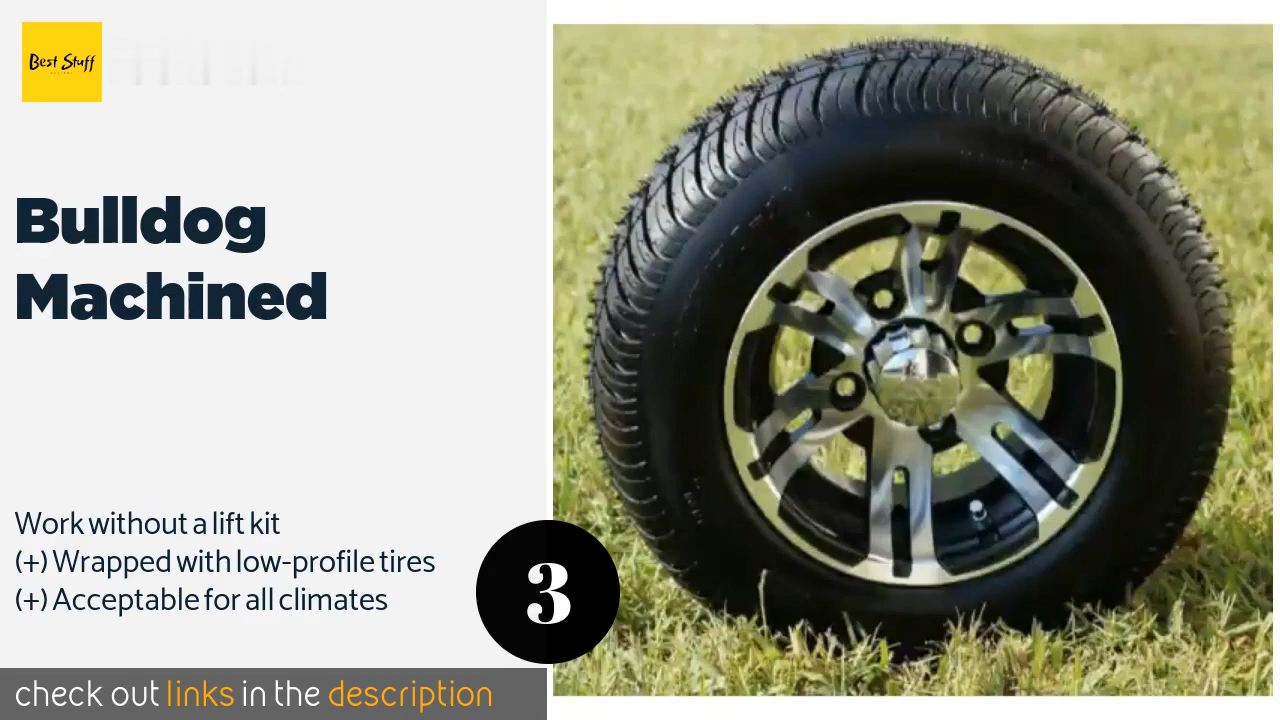 Best Stuff
Bulldog
Machined
Work without a lift kit
(+) Wrapped with low-profile tires
(+) Acceptable for all climates
3
check out links in the description